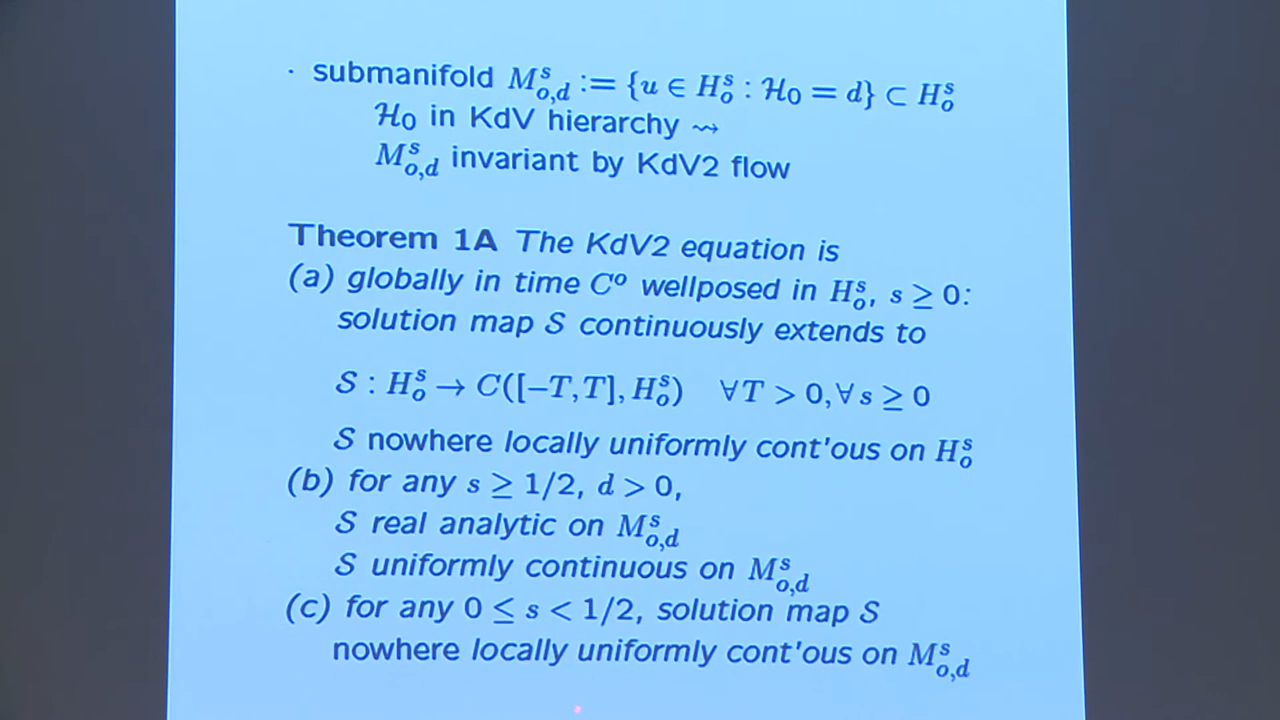 · submanifold $M^s_{o,d} := \{u \in H^s_o : \mathcal{H}_0 = d\} \subset H^s_o$
$\mathcal{H}_0$ in KdV hierarchy ⇝
$M^s_{o,d}$ invariant by KdV2 flow
Theorem 1A The KdV2 equation is
(a) globally in time $C^o$ wellposed in $H^s_o$, $s \geq 0$:
solution map $\mathcal{S}$ continuously extends to
$\mathcal{S} : H^s_o \to C([-T,T], H^s_o) \quad \forall T > 0, \forall s \geq 0$
$\mathcal{S}$ nowhere locally uniformly cont'ous on $H^s_o$
(b) for any $s \geq 1/2$, $d > 0$,
$\mathcal{S}$ real analytic on $M^s_{o,d}$
$\mathcal{S}$ uniformly continuous on $M^s_{o,d}$
(c) for any $0 \leq s < 1/2$, solution map $\mathcal{S}$
nowhere locally uniformly cont'ous on $M^s_{o,d}$